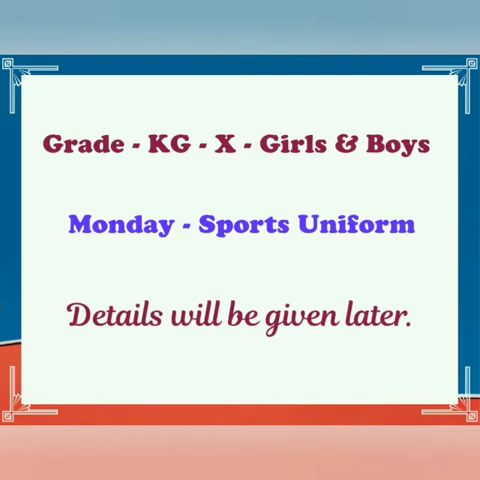 Grade - KG - X - Girls & Boys
Monday - Sports Uniform
Details will be given later.